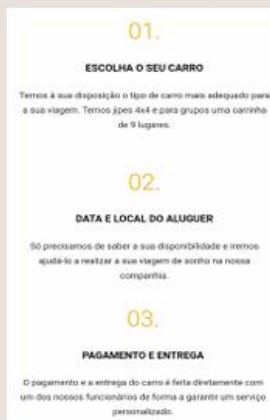 01.
ESCOLHA O SEU CARRO
Temos à sua disposição o tipo de carro mais adequado para
a sua viagem. Temos jipes 4x4 e para grupos uma carrinha
de 9 lugares.
02.
DATA E LOCAL DO ALUGUER
Só precisamos de saber a sua disponibilidade e iremos
ajudá-lo a realizar a sua viagem de sonho na nossa
companhia.
03.
PAGAMENTO E ENTREGA
O pagamento e a entrega do carro é feita diretamente com
um dos nossos funcionários de forma a garantir um serviço
personalizado.